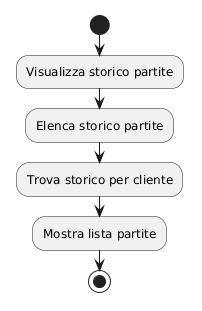 Visualizza storico partite
Elenca storico partite
Trova storico per cliente
Mostra lista partite